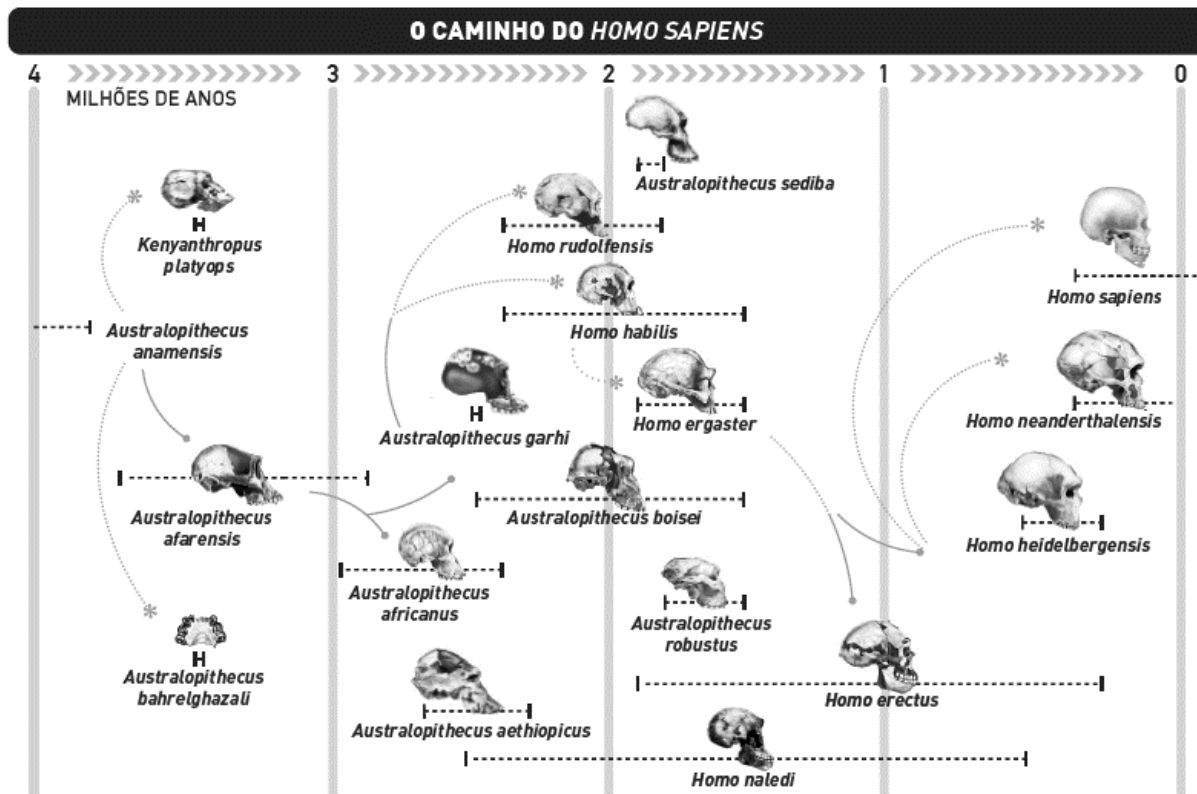 O CAMINHO DO HOMO SAPIENS
4 3 2 1 0
MILHÕES DE ANOS
Australopithecus sediba
Kenyanthropus
platyops
Homo rudolfensis
Homo sapiens
Australopithecus
anamensis
Homo habilis
Australopithecus garhi
Homo ergaster
Homo neanderthalensis
Australopithecus
afarensis
Australopithecus boisei
Homo heidelbergensis
Australopithecus
africanus
Australopithecus
robustus
Australopithecus
bahrelghazali
Australopithecus aethiopicus
Homo erectus
Homo naledi